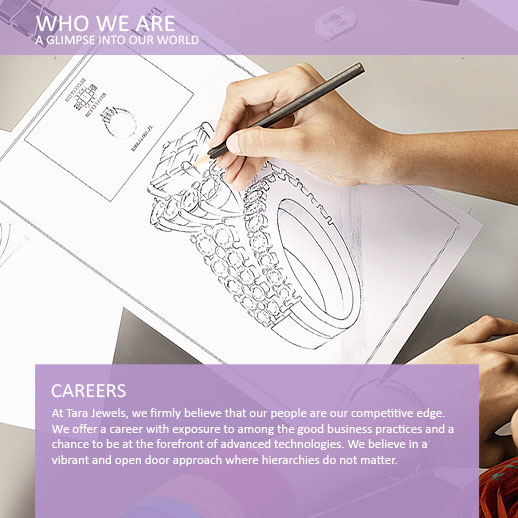 WHO WE ARE
A GLIMPSE INTO OUR WORLD
CAREERS
At Tara Jewels, we firmly believe that our people are our competitive edge.
We offer a career with exposure to among the good business practices and a
chance to be at the forefront of advanced technologies. We believe in a
vibrant and open door approach where hierarchies do not matter.